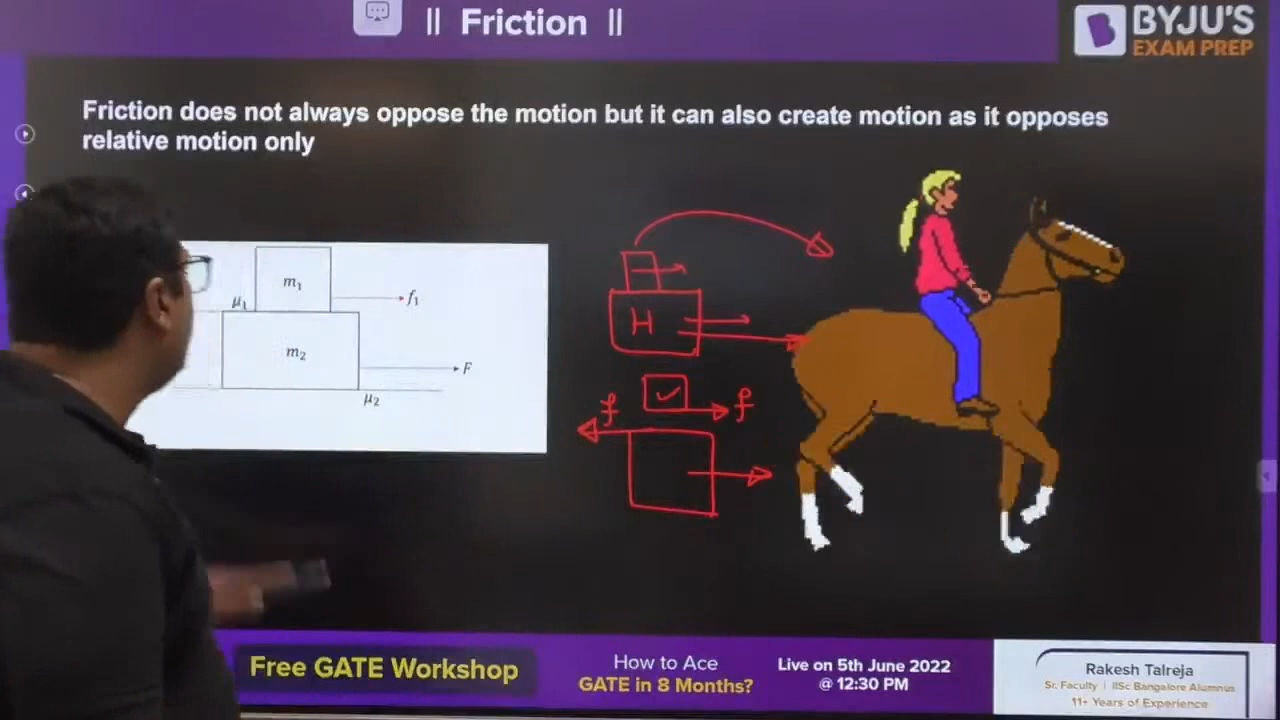 || Friction ||
BYJU'S
EXAM PREP
Friction does not always oppose the motion but it can also create motion as it opposes
relative motion only
m₁
μ₁
f₁
m₂
F
μ₂
H
f
f
Free GATE Workshop
How to Ace
GATE in 8 Months?
Live on 5th June 2022
@ 12:30 PM
Rakesh Talreja
Sr. Faculty | IISc Bangalore Alumnus
11+ Years of Experience